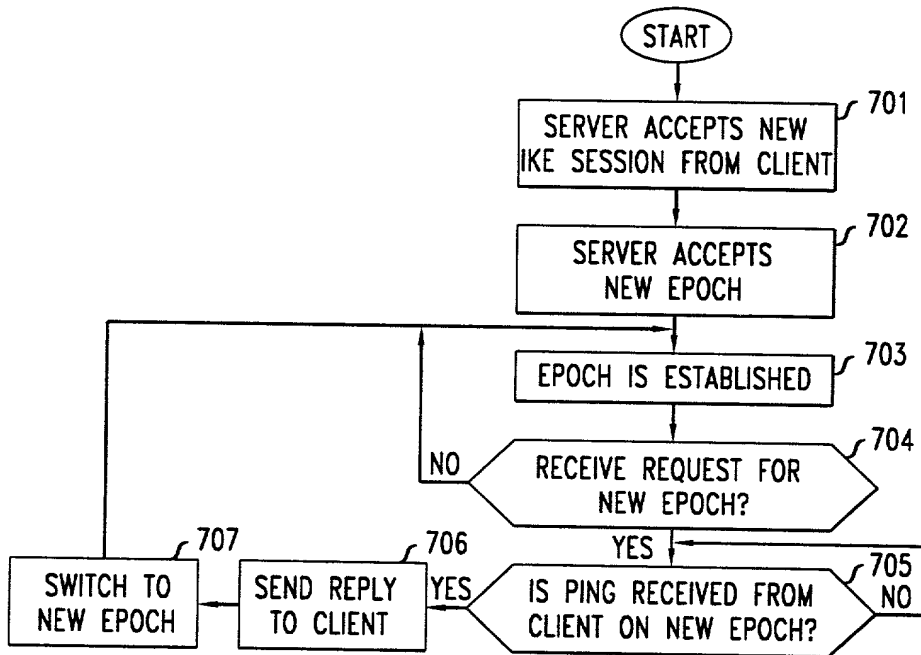 START
701
SERVER ACCEPTS NEW
IKE SESSION FROM CLIENT
702
SERVER ACCEPTS
NEW EPOCH
703
EPOCH IS ESTABLISHED
704
NO
RECEIVE REQUEST FOR
NEW EPOCH?
YES
705
IS PING RECEIVED FROM
CLIENT ON NEW EPOCH?
NO
YES
706
SEND REPLY
TO CLIENT
707
SWITCH TO
NEW EPOCH